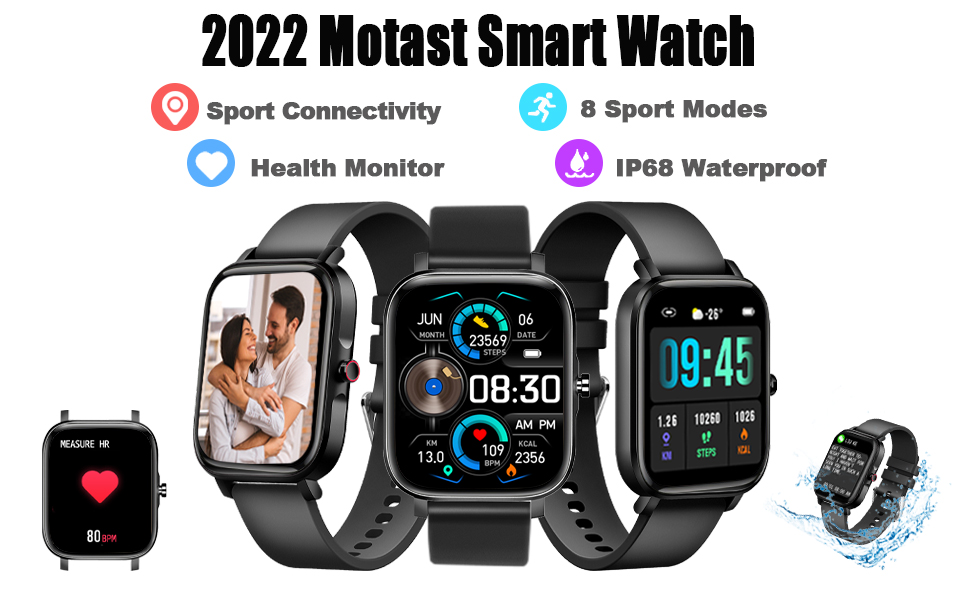 2022 Motast Smart Watch
Sport Connectivity
8 Sport Modes
Health Monitor
IP68 Waterproof
MEASURE HR
80 BPM
JUN
MONTH
06
DATE
23569
STEPS
08:30
AM PM
KM
13.0
109
BPM
KCAL
2356
-26°
09:45
1.26
KM
10260
STEPS
1026
KCAL